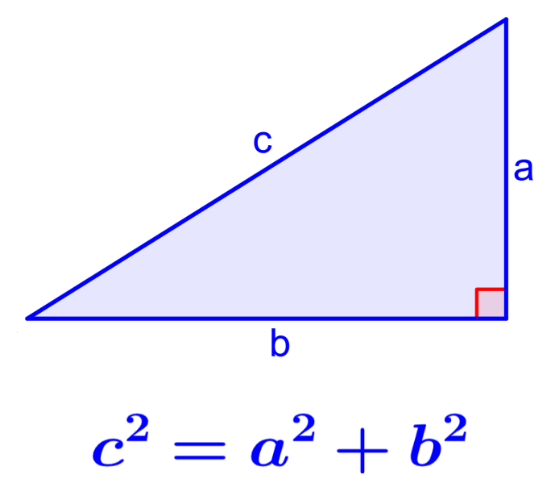 c
a
b
c² = a² + b²